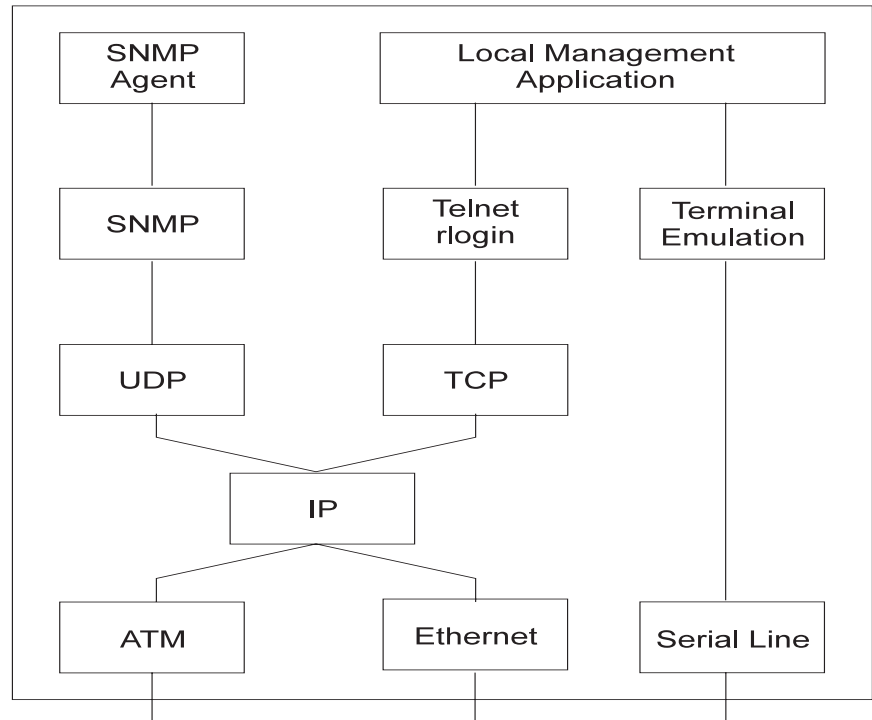 SNMP
Agent
Local Management
Application
SNMP
Telnet
rlogin
Terminal
Emulation
UDP
TCP
IP
ATM
Ethernet
Serial Line